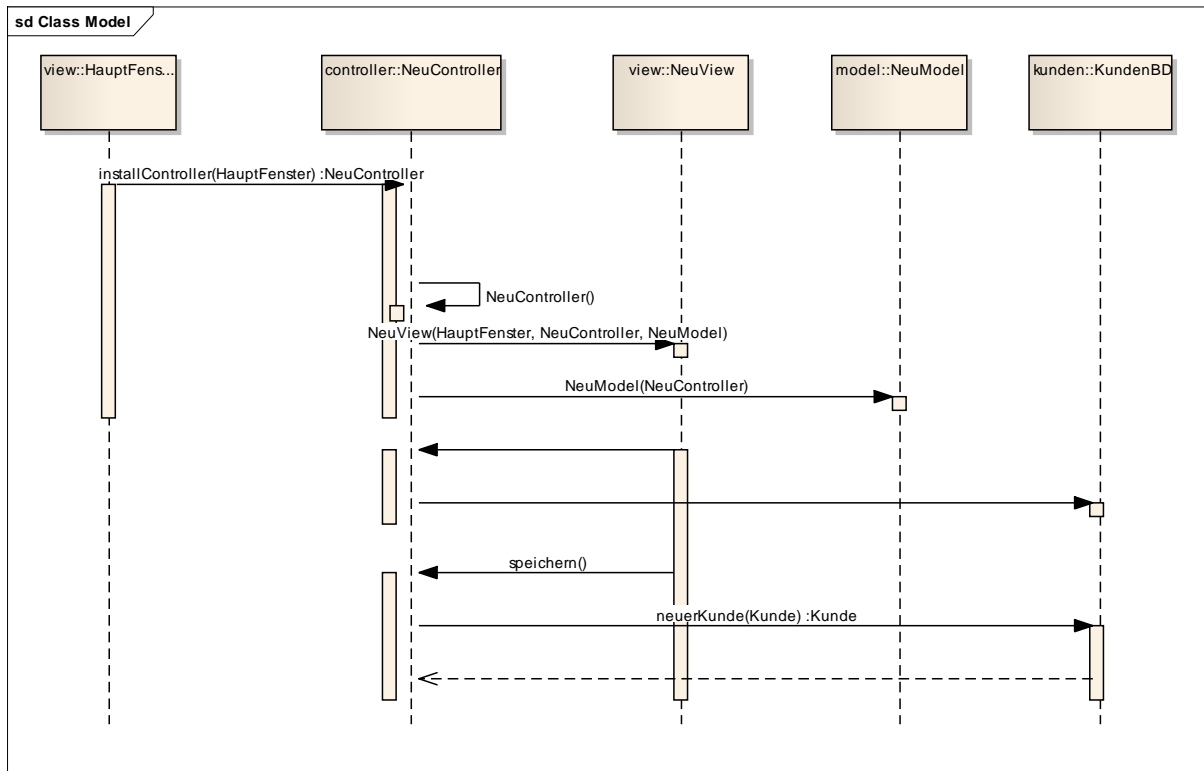 sd Class Model
view::HauptFens...
controller::NeuController
view::NeuView
model::NeuModel
kunden::KundenBD
installController(HauptFenster) :NeuController
NeuController()
NeuView(HauptFenster, NeuController, NeuModel)
NeuModel(NeuController)
speichern()
neuerKunde(Kunde) :Kunde